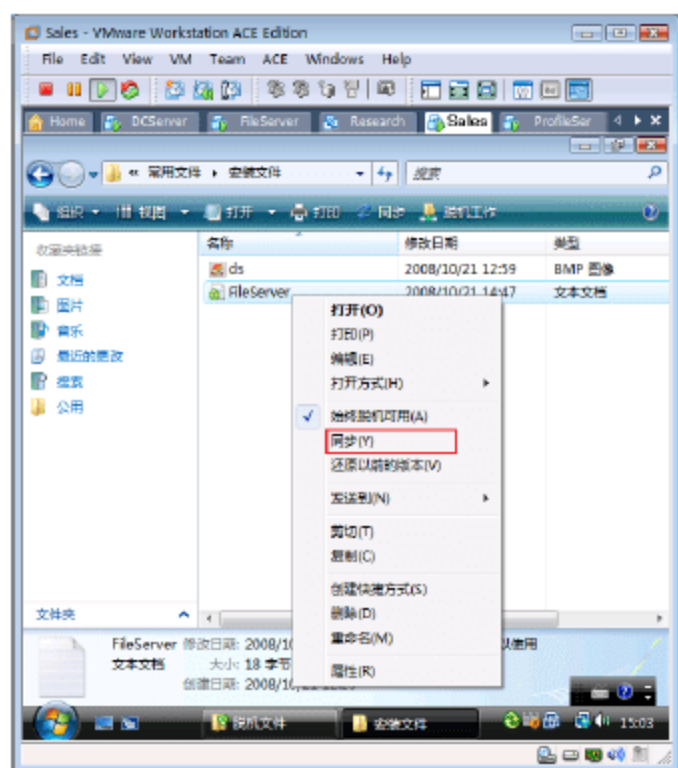 Sales - VMware Workstation ACE Edition
File Edit View VM Team ACE Windows Help
Home DCServer FileServer Research Sales ProfileSer
« 常用文件 ▸ 安装文件 搜索
组织 视图 打开 打印 同步 脱机工作
收藏夹链接 名称 修改日期 类型
文档
图片
音乐
最近的更改
搜索
公用
ds 2008/10/21 12:59 BMP 图像
FileServer 2008/10/21 14:47 文本文档
打开(O)
打印(P)
编辑(E)
打开方式(H)
始终脱机可用(A)
同步(Y)
还原以前的版本(V)
发送到(N)
剪切(T)
复制(C)
创建快捷方式(S)
删除(D)
重命名(M)
属性(R)
文件夹
FileServer 修改日期: 2008/10
文本文档 大小: 18 字节
创建日期: 2008/10
脱机文件 安装文件 15:03